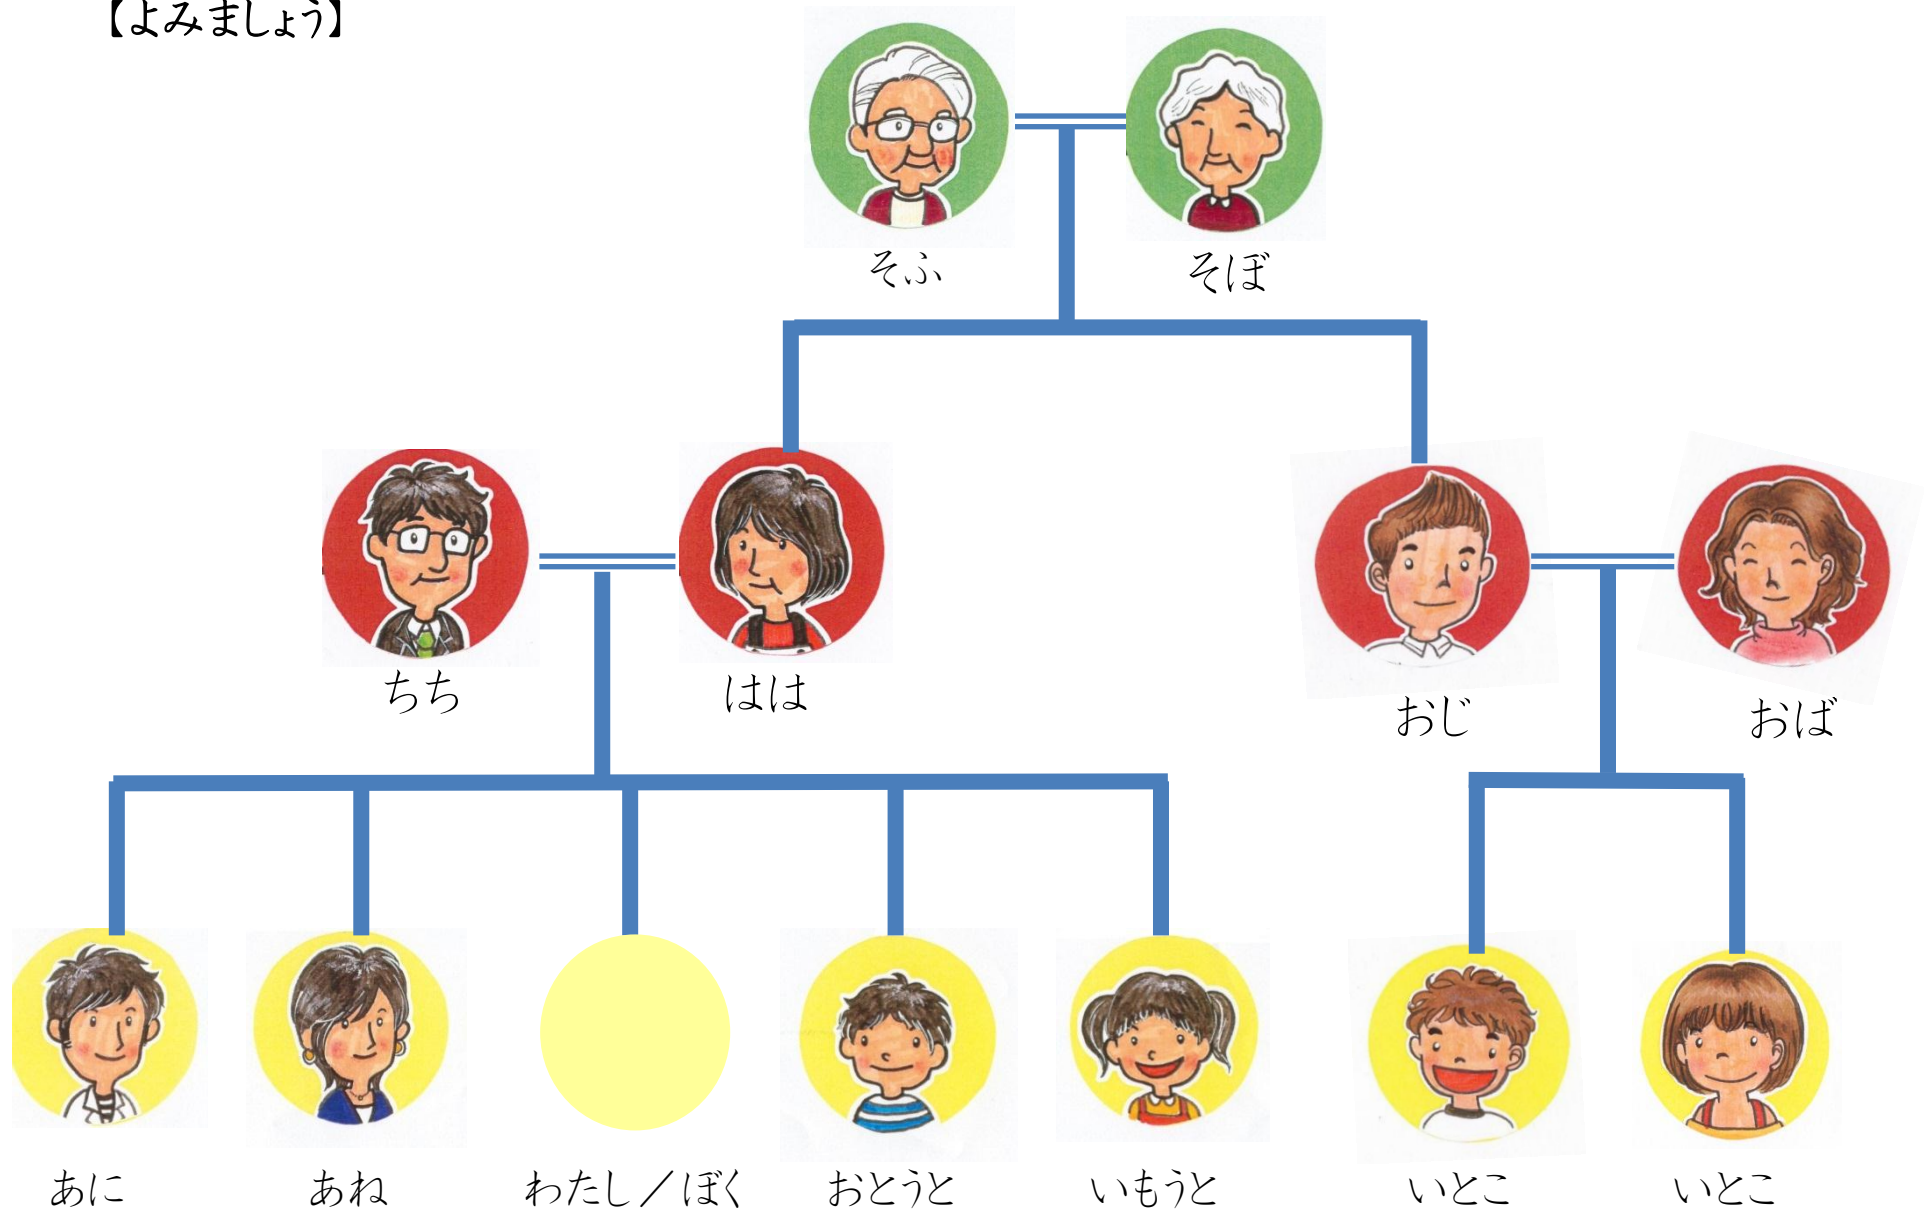 【よみましょう】
そふ
そぼ
ちち
はは
おじ
おば
あに
あね
わたし／ぼく
おとうと
いもうと
いとこ
いとこ